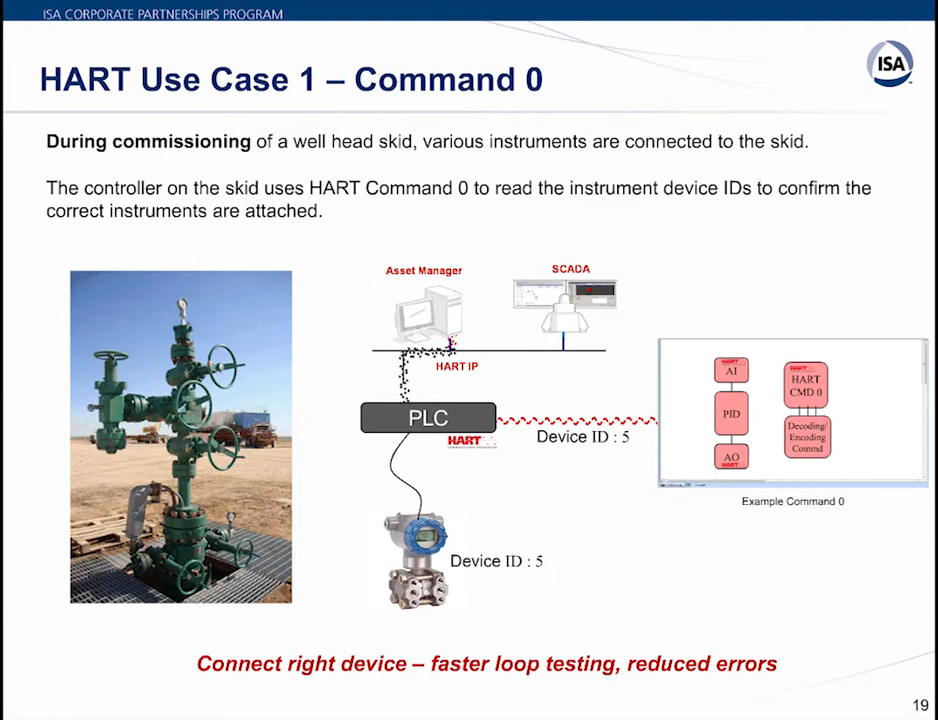 ISA CORPORATE PARTNERSHIPS PROGRAM
ISA
HART Use Case 1 – Command 0
During commissioning of a well head skid, various instruments are connected to the skid.
The controller on the skid uses HART Command 0 to read the instrument device IDs to confirm the
correct instruments are attached.
Asset Manager
SCADA
HART IP
PLC
HART
Device ID : 5
Device ID : 5
HART
AI
PID
AO
HART
HART
HART
CMD 0
Decoding/
Encoding
Commd
Example Command 0
Connect right device – faster loop testing, reduced errors
19